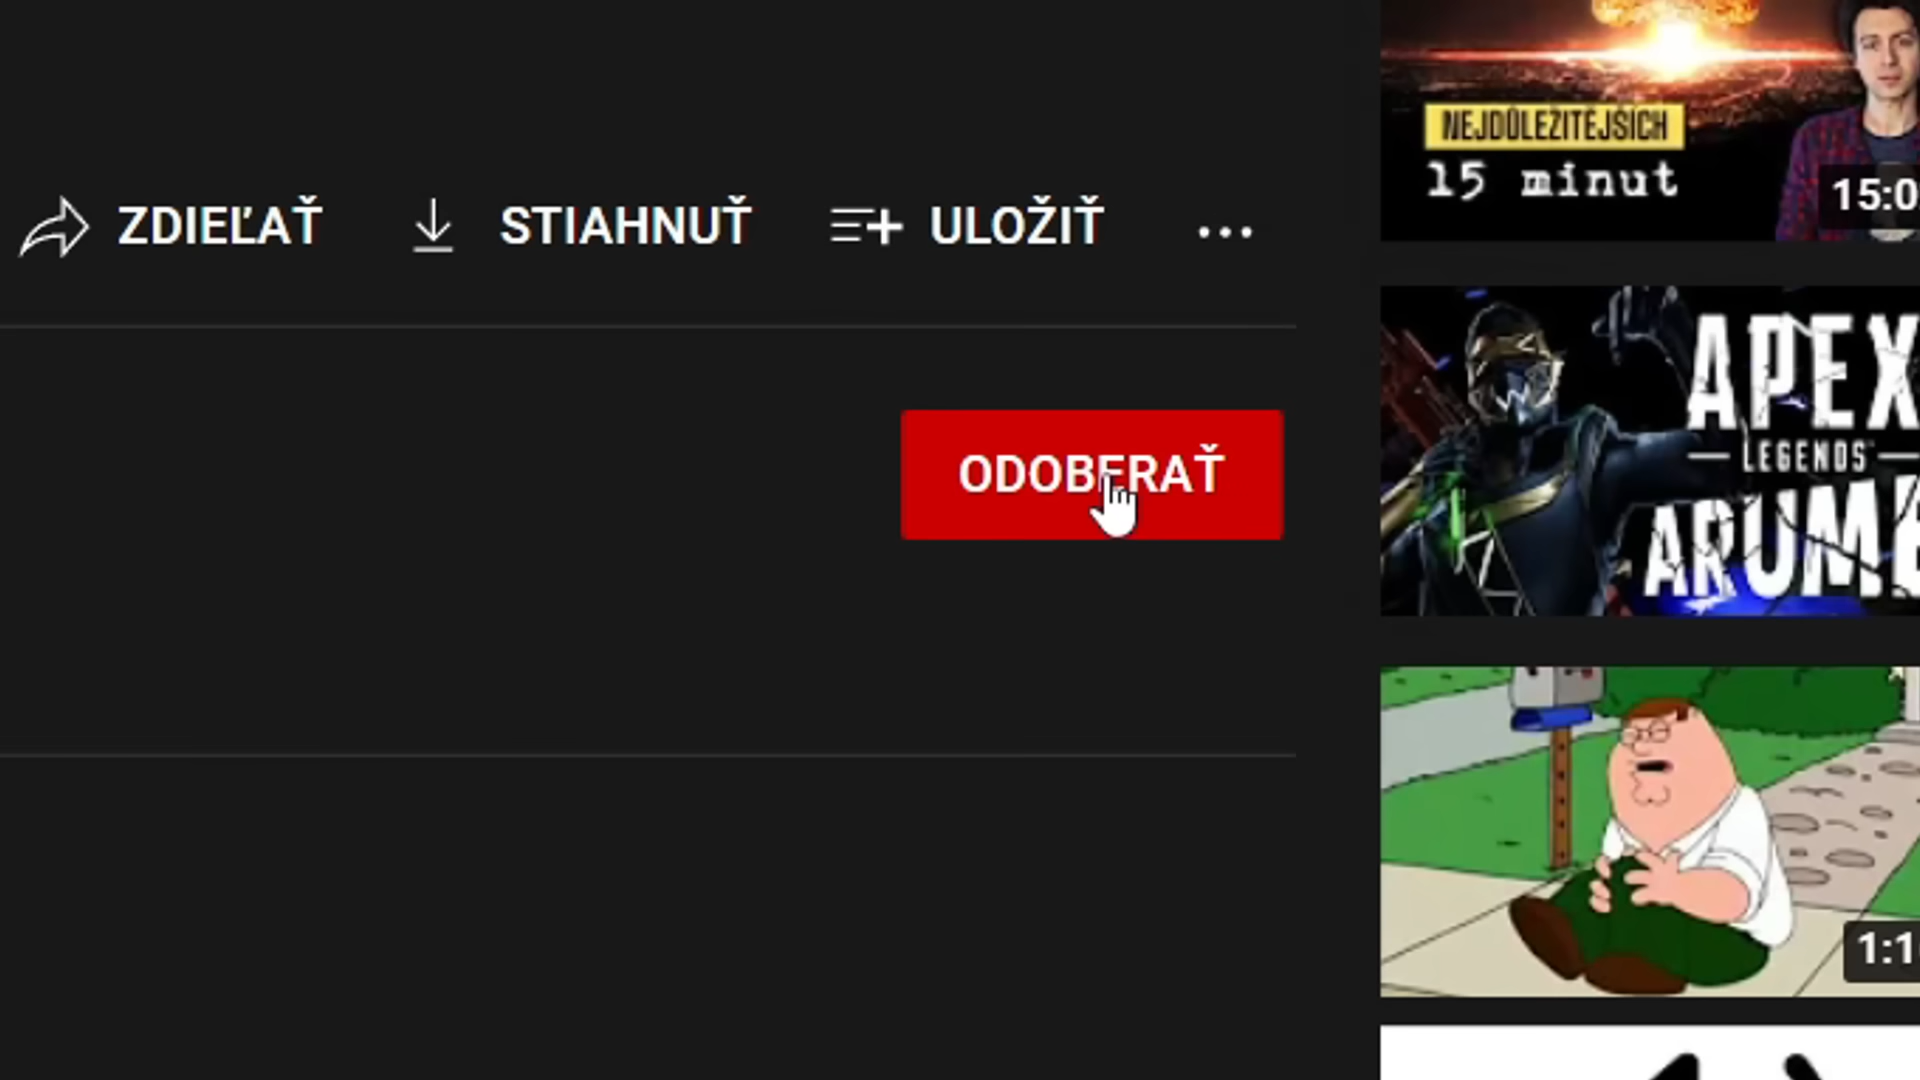 ZDIEĽAŤ
STIAHNUŤ
ULOŽIŤ
ODOBERAŤ
NEJDŮLEŽITĚJŠÍCH
15 minut
15:0
APEX
LEGENDS
1:1